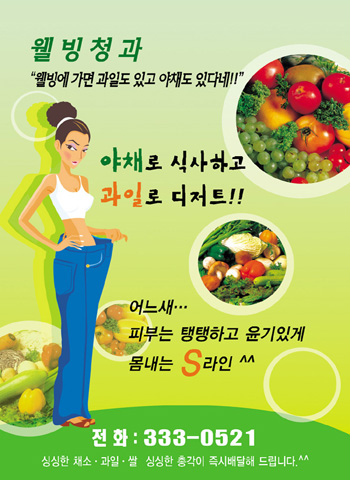 웰빙청과
“웰빙에 가면 과일도 있고 야채도 있다네!!”
야채로 식사하고
과일로 디저트!!
어느새...
피부는 탱탱하고 윤기있게
몸내는 S라인 ^^
전화 : 333-0521
싱싱한 채소 · 과일 · 쌀 싱싱한 총각이 즉시배달해 드립니다.^^